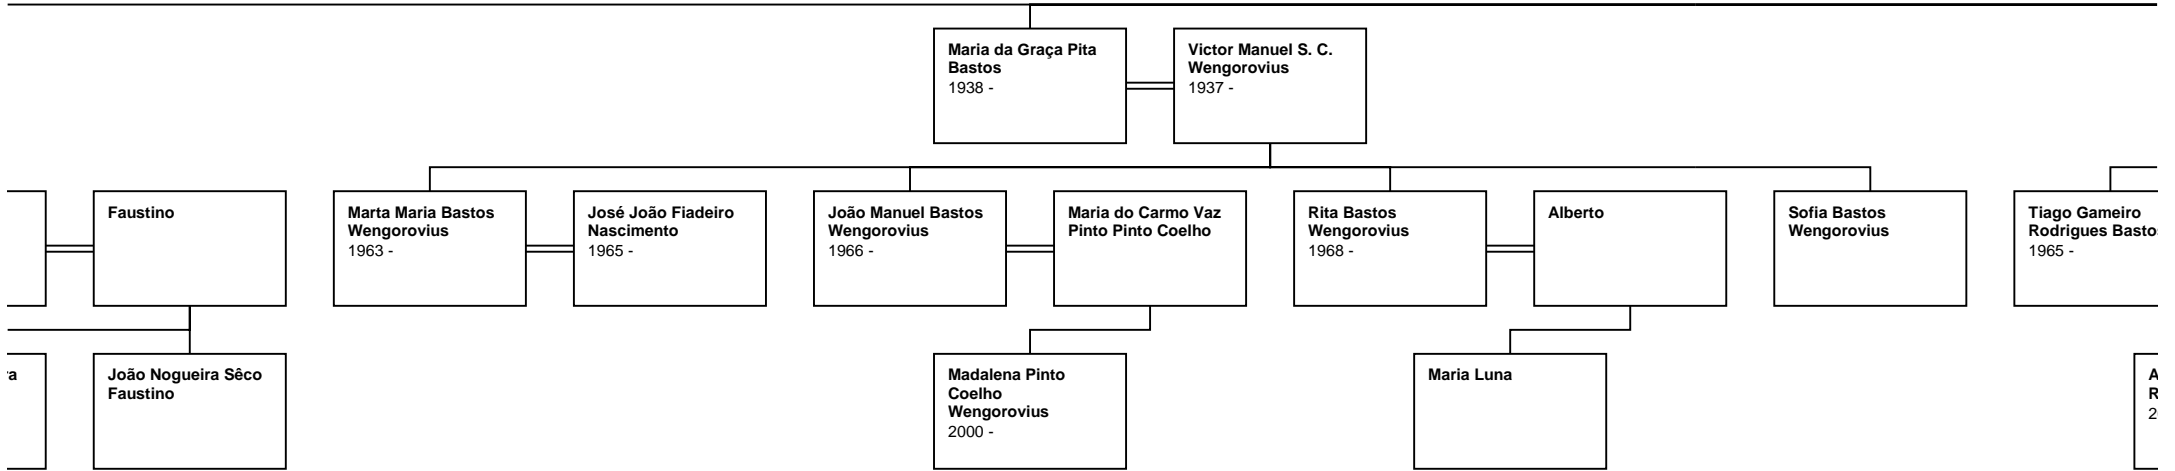 Maria da Graça Pita
Bastos
1938 -
Victor Manuel S. C.
Wengorovius
1937 -
Faustino
Marta Maria Bastos
Wengorovius
1963 -
José João Fiadeiro
Nascimento
1965 -
João Manuel Bastos
Wengorovius
1966 -
Maria do Carmo Vaz
Pinto Pinto Coelho
Rita Bastos
Wengorovius
1968 -
Alberto
Sofia Bastos
Wengorovius
Tiago Gameiro
Rodrigues Basto
1965 -
João Nogueira Sêco
Faustino
Madalena Pinto
Coelho
Wengorovius
2000 -
Maria Luna